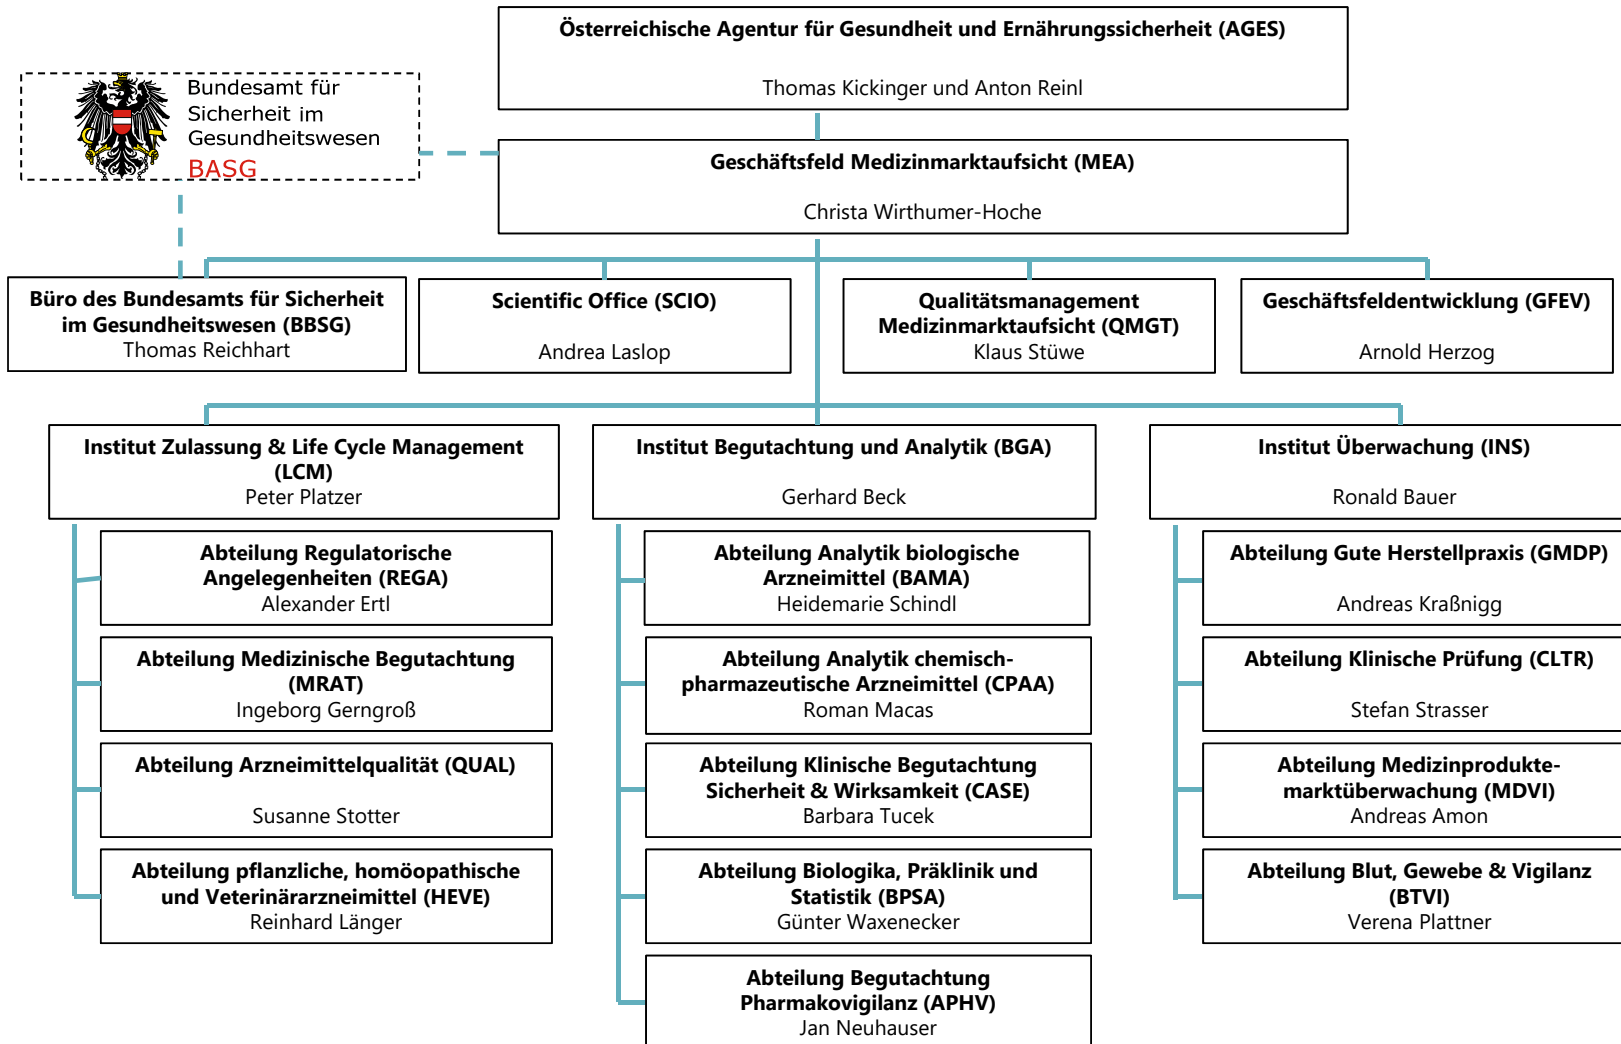 Österreichische Agentur für Gesundheit und Ernährungssicherheit (AGES)
Thomas Kickinger und Anton Reinl
Bundesamt für
Sicherheit im
Gesundheitswesen
BASG
Geschäftsfeld Medizinmarktaufsicht (MEA)
Christa Wirthumer-Hoche
Büro des Bundesamts für Sicherheit
im Gesundheitswesen (BBSG)
Thomas Reichhart
Scientific Office (SCIO)
Andrea Laslop
Qualitätsmanagement
Medizinmarktaufsicht (QMGT)
Klaus Stüwe
Geschäftsfeldentwicklung (GFEV)
Arnold Herzog
Institut Zulassung & Life Cycle Management
(LCM)
Peter Platzer
Abteilung Regulatorische
Angelegenheiten (REGA)
Alexander Ertl
Abteilung Medizinische Begutachtung
(MRAT)
Ingeborg Gerngroß
Abteilung Arzneimittelqualität (QUAL)
Susanne Stotter
Abteilung pflanzliche, homöopathische
und Veterinärarzneimittel (HEVE)
Reinhard Länger
Institut Begutachtung und Analytik (BGA)
Gerhard Beck
Abteilung Analytik biologische
Arzneimittel (BAMA)
Heidemarie Schindl
Abteilung Analytik chemisch-
pharmazeutische Arzneimittel (CPAA)
Roman Macas
Abteilung Klinische Begutachtung
Sicherheit & Wirksamkeit (CASE)
Barbara Tucek
Abteilung Biologika, Präklinik und
Statistik (BPSA)
Günter Waxenecker
Abteilung Begutachtung
Pharmakovigilanz (APHV)
Jan Neuhauser
Institut Überwachung (INS)
Ronald Bauer
Abteilung Gute Herstellpraxis (GMDP)
Andreas Kraßnigg
Abteilung Klinische Prüfung (CLTR)
Stefan Strasser
Abteilung Medizinprodukte-
marktüberwachung (MDVI)
Andreas Amon
Abteilung Blut, Gewebe & Vigilanz
(BTVI)
Verena Plattner